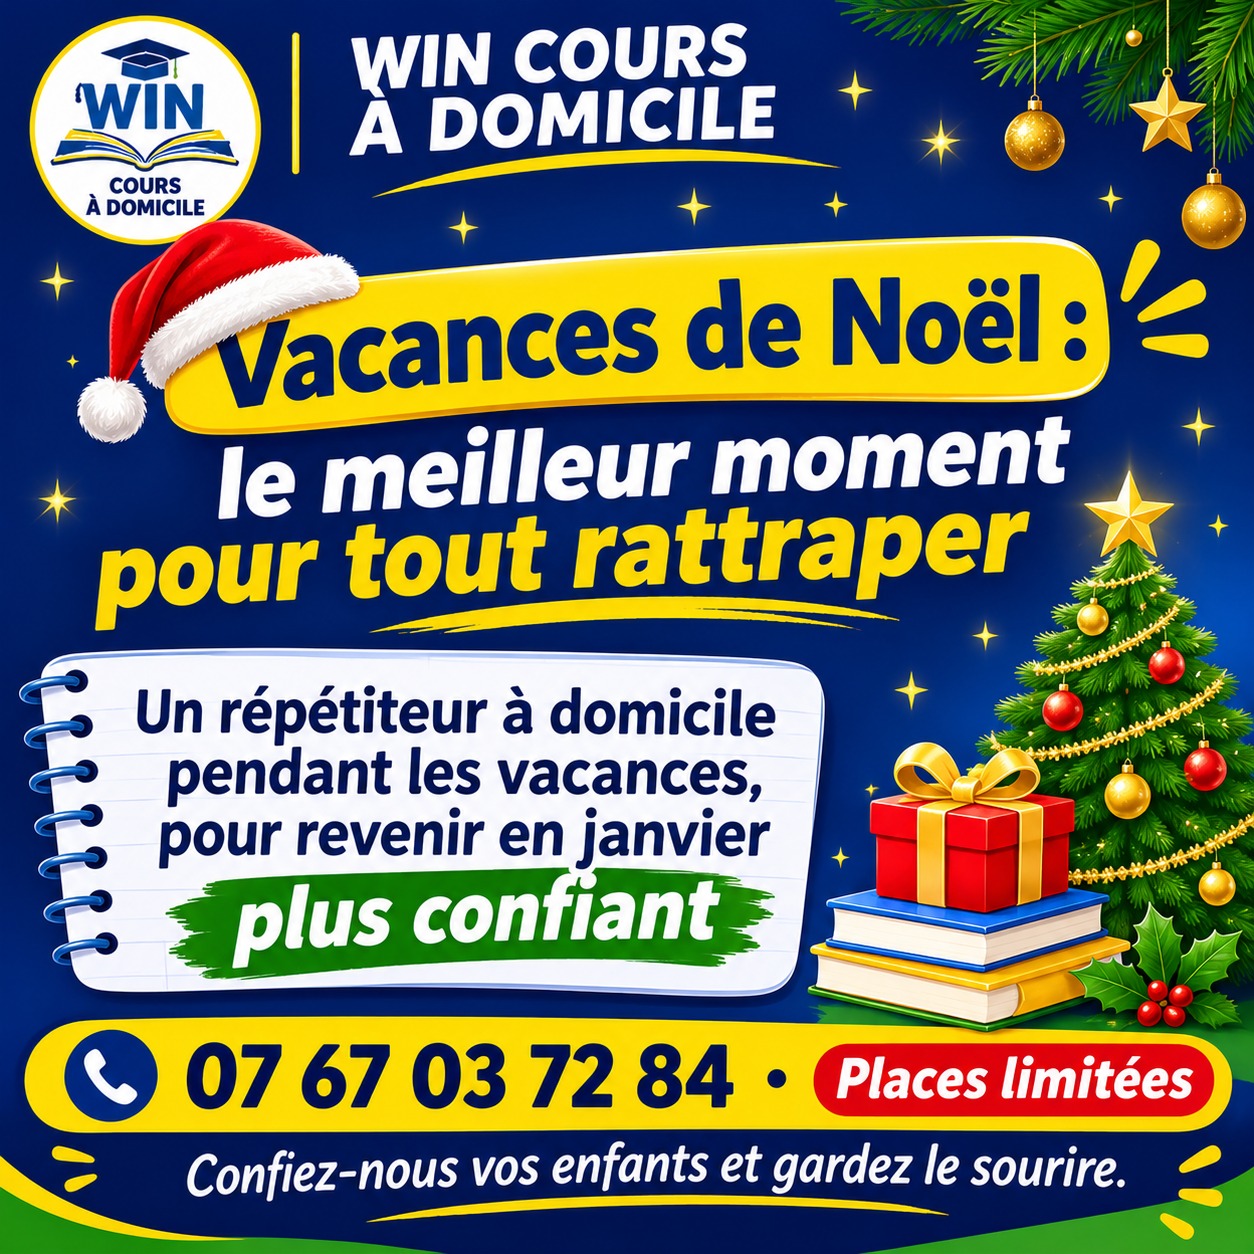 WIN
COURS
À DOMICILE
WIN COURS
À DOMICILE
Vacances de Noël :
le meilleur moment
pour tout rattraper
Un répétiteur à domicile
pendant les vacances,
pour revenir en janvier
plus confiant
07 67 03 72 84 • Places limitées
Confiez-nous vos enfants et gardez le sourire.